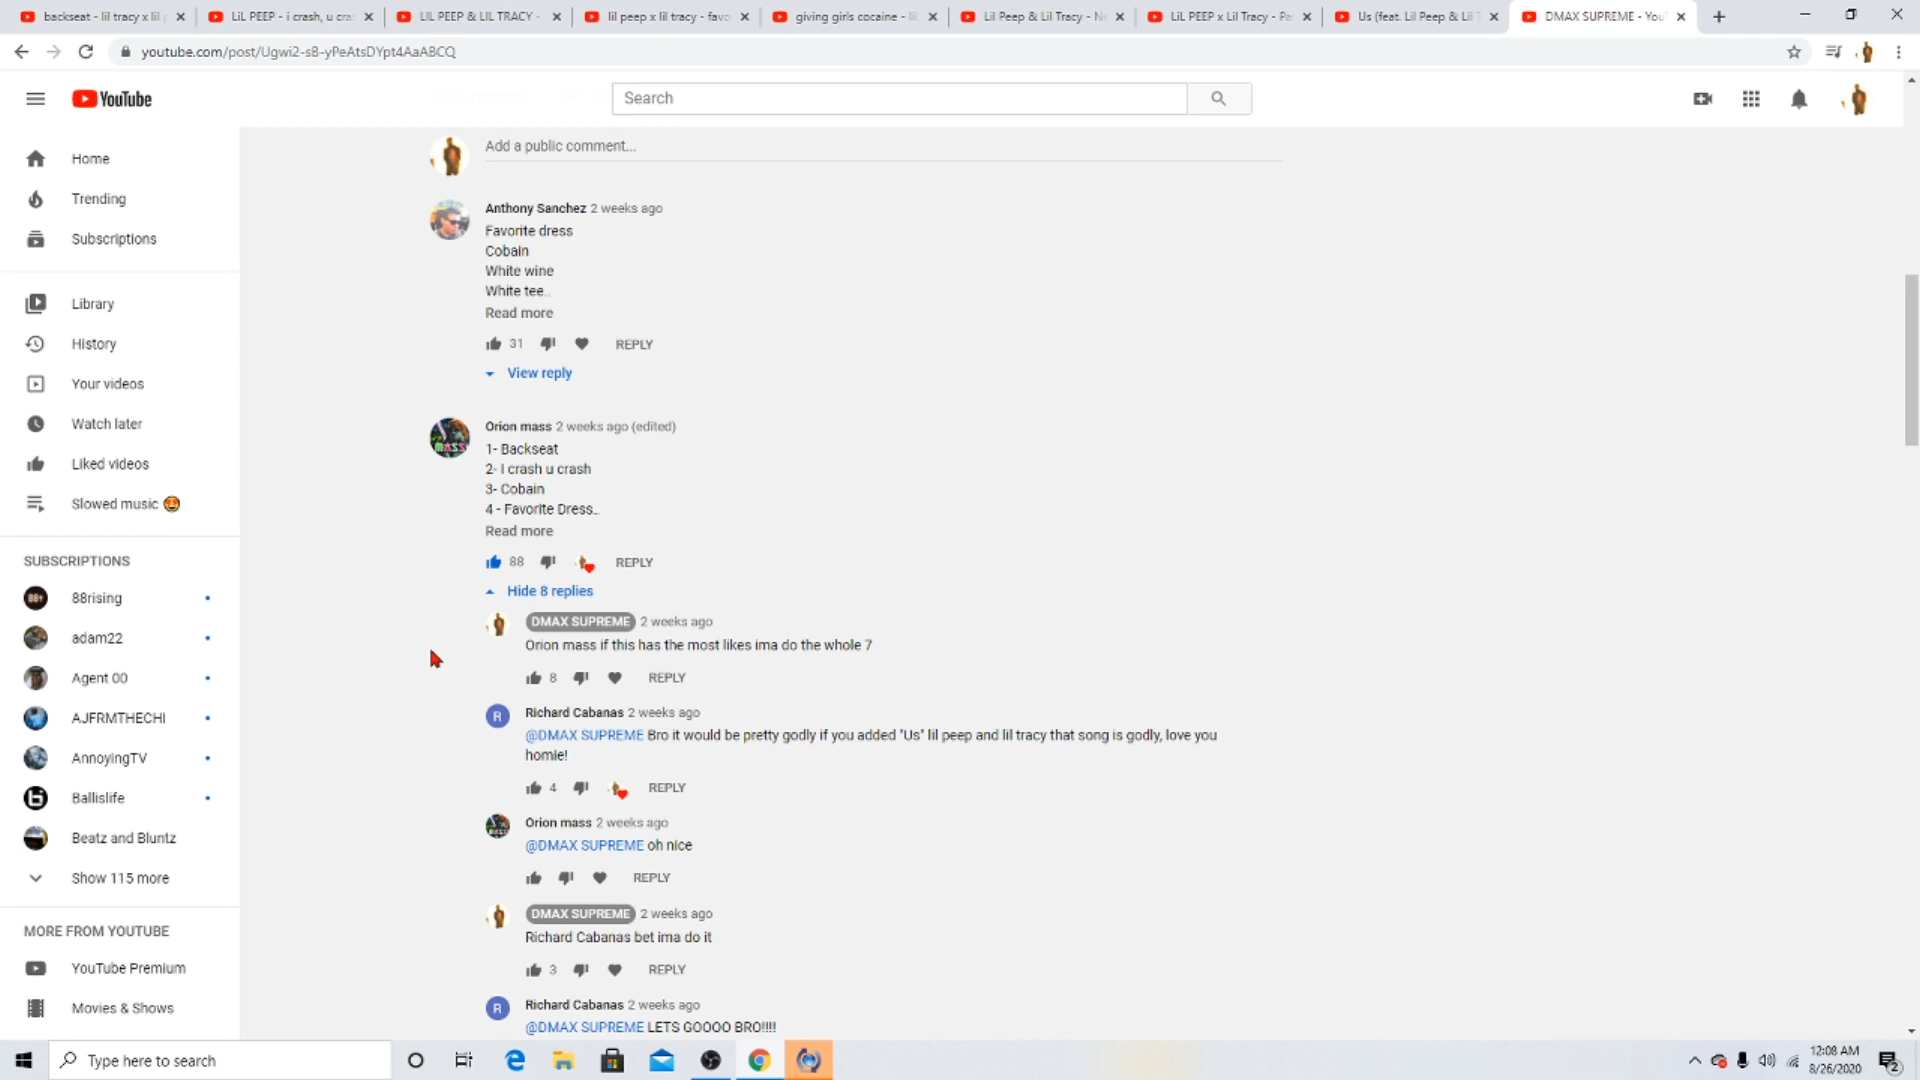 backseat - lil tracy x lil p
LiL PEEP - i crash, u cra
LIL PEEP & LIL TRACY -
lil peep x lil tracy - favo
giving girls cocaine - li
Lil Peep & Lil Tracy - N
LiL PEEP x Lil Tracy - Pa
Us (feat. Lil Peep & Lil T
DMAX SUPREME - You
youtube.com/post/Ugwi2-s8-yPeAtsDYpt4AaABCQ
YouTube
Search
Home
Trending
Subscriptions
Library
History
Your videos
Watch later
Liked videos
Slowed music 🤩
SUBSCRIPTIONS
88rising
adam22
Agent 00
AJFRMTHECHI
AnnoyingTV
Ballislife
Beatz and Bluntz
Show 115 more
MORE FROM YOUTUBE
YouTube Premium
Movies & Shows
Add a public comment...
Anthony Sanchez 2 weeks ago
Favorite dress
Cobain
White wine
White tee..
Read more
31 REPLY
View reply
Orion mass 2 weeks ago (edited)
1- Backseat
2- I crash u crash
3- Cobain
4 - Favorite Dress..
Read more
88 REPLY
Hide 8 replies
DMAX SUPREME 2 weeks ago
Orion mass if this has the most likes ima do the whole 7
8 REPLY
R
Richard Cabanas 2 weeks ago
@DMAX SUPREME Bro it would be pretty godly if you added "Us" lil peep and lil tracy that song is godly, love you
homie!
4 REPLY
Orion mass 2 weeks ago
@DMAX SUPREME oh nice
REPLY
DMAX SUPREME 2 weeks ago
Richard Cabanas bet ima do it
3 REPLY
R
Richard Cabanas 2 weeks ago
@DMAX SUPREME LETS GOOOO BRO!!!!
Type here to search
12:08 AM
8/26/2020
2